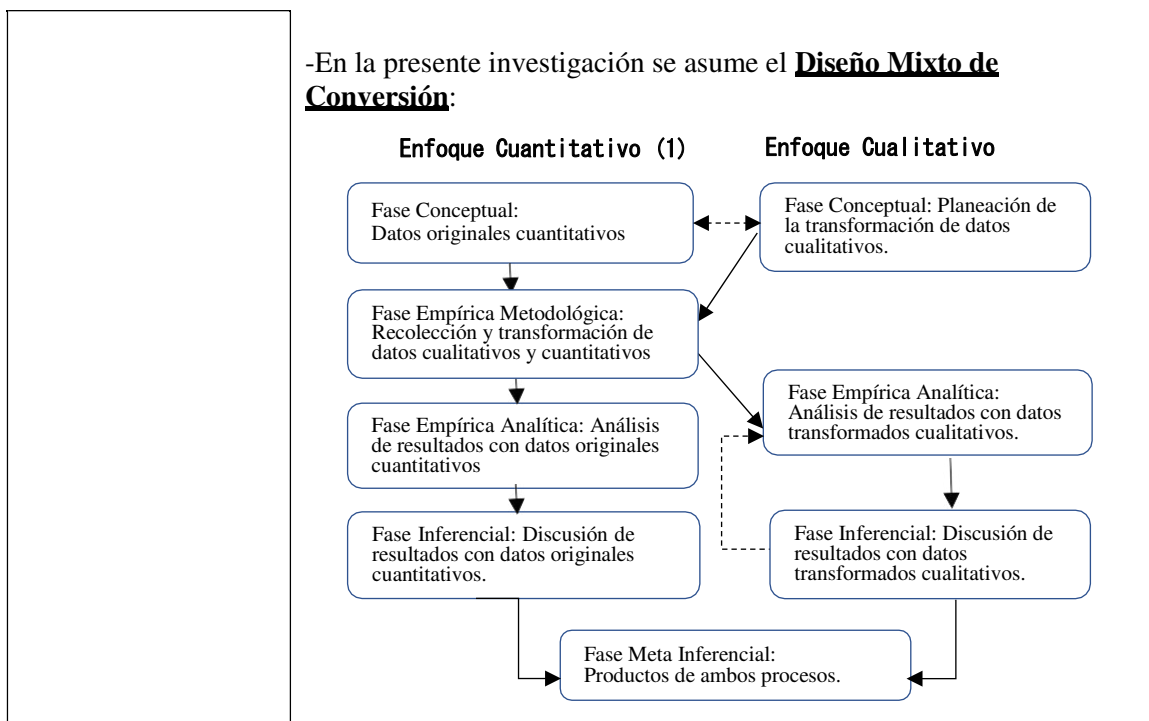 -En la presente investigación se asume el Diseño Mixto de
Conversión:
Enfoque Cuantitativo (1)
Enfoque Cualitativo
Fase Conceptual:
Datos originales cuantitativos
Fase Conceptual: Planeación de
la transformación de datos
cualitativos.
Fase Empírica Metodológica:
Recolección y transformación de
datos cualitativos y cuantitativos
Fase Empírica Analítica: Análisis
de resultados con datos originales
cuantitativos
Fase Empírica Analítica:
Análisis de resultados con datos
transformados cualitativos.
Fase Inferencial: Discusión de
resultados con datos originales
cuantitativos.
Fase Inferencial: Discusión de
resultados con datos
transformados cualitativos.
Fase Meta Inferencial:
Productos de ambos procesos.